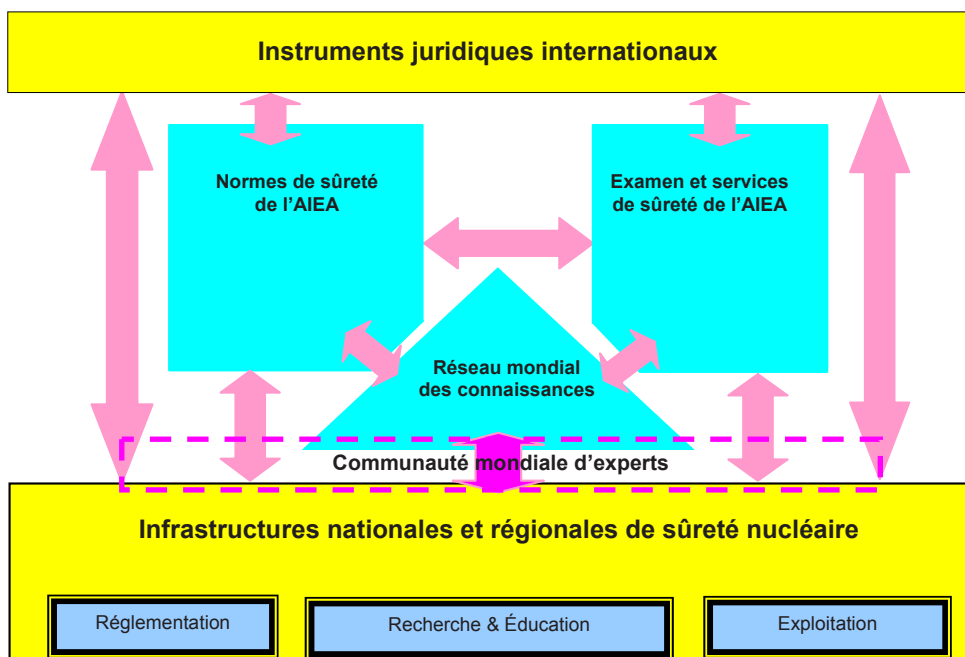 Instruments juridiques internationaux
Normes de sûreté
de l'AIEA
Examen et services
de sûreté de l'AIEA
Réseau mondial
des connaissances
Communauté mondiale d'experts
Infrastructures nationales et régionales de sûreté nucléaire
Réglementation
Recherche & Éducation
Exploitation